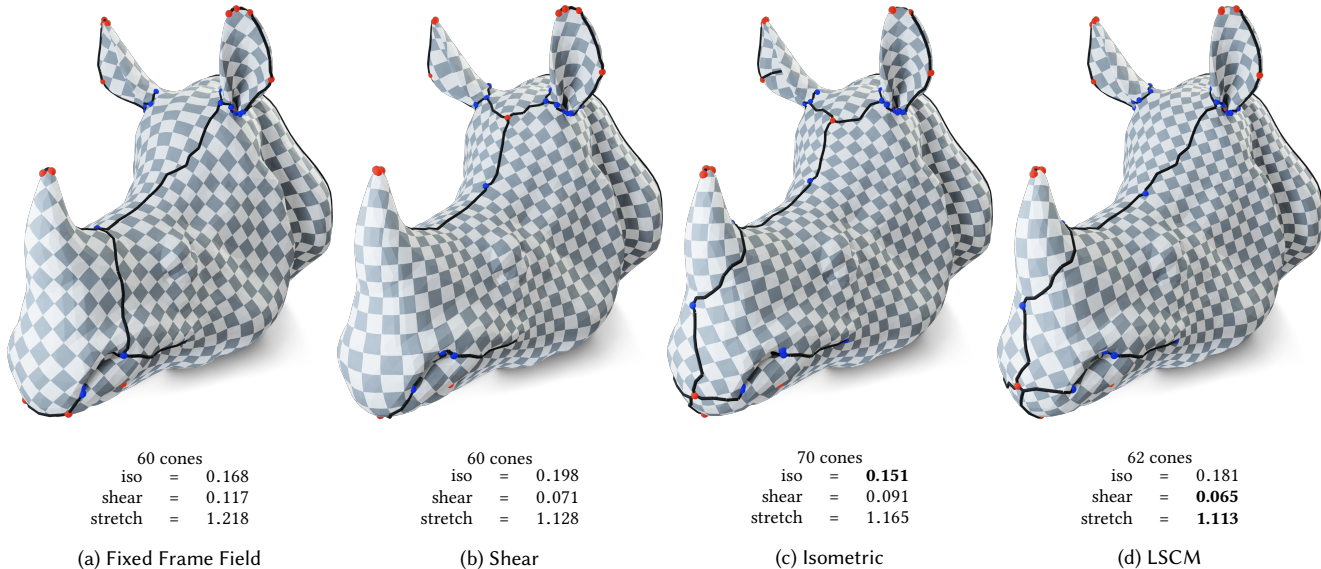 60 cones
iso = 0.168
shear = 0.117
stretch = 1.218
(a) Fixed Frame Field
60 cones
iso = 0.198
shear = 0.071
stretch = 1.128
(b) Shear
70 cones
iso = 0.151
shear = 0.091
stretch = 1.165
(c) Isometric
62 cones
iso = 0.181
shear = 0.065
stretch = 1.113
(d) LSCM